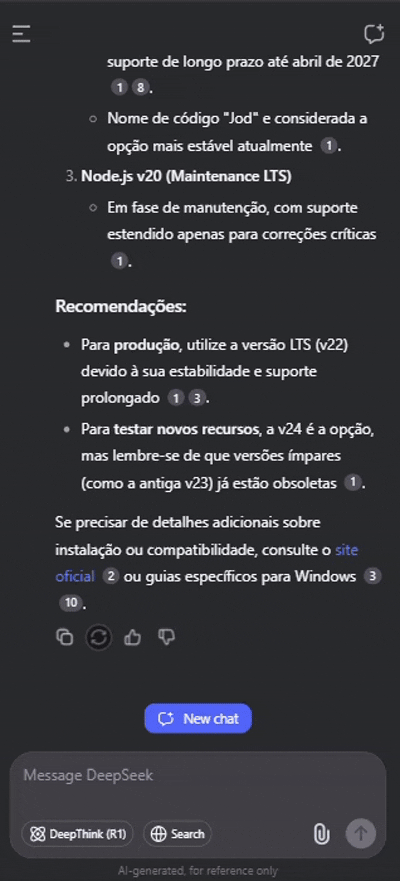 suporte de longo prazo até abril de 2027
1 8 .
Nome de código "Jod" e considerada a
opção mais estável atualmente 1 .
3. Node.js v20 (Maintenance LTS)
Em fase de manutenção, com suporte
estendido apenas para correções críticas
1 .
Recomendações:
Para produção, utilize a versão LTS (v22)
devido à sua estabilidade e suporte
prolongado 1 3 .
Para testar novos recursos, a v24 é a opção,
mas lembre-se de que versões ímpares
(como a antiga v23) já estão obsoletas 1 .
Se precisar de detalhes adicionais sobre
instalação ou compatibilidade, consulte o site
oficial 2 ou guias específicos para Windows 3
10 .
New chat
Message DeepSeek
DeepThink (R1) Search
AI-generated, for reference only